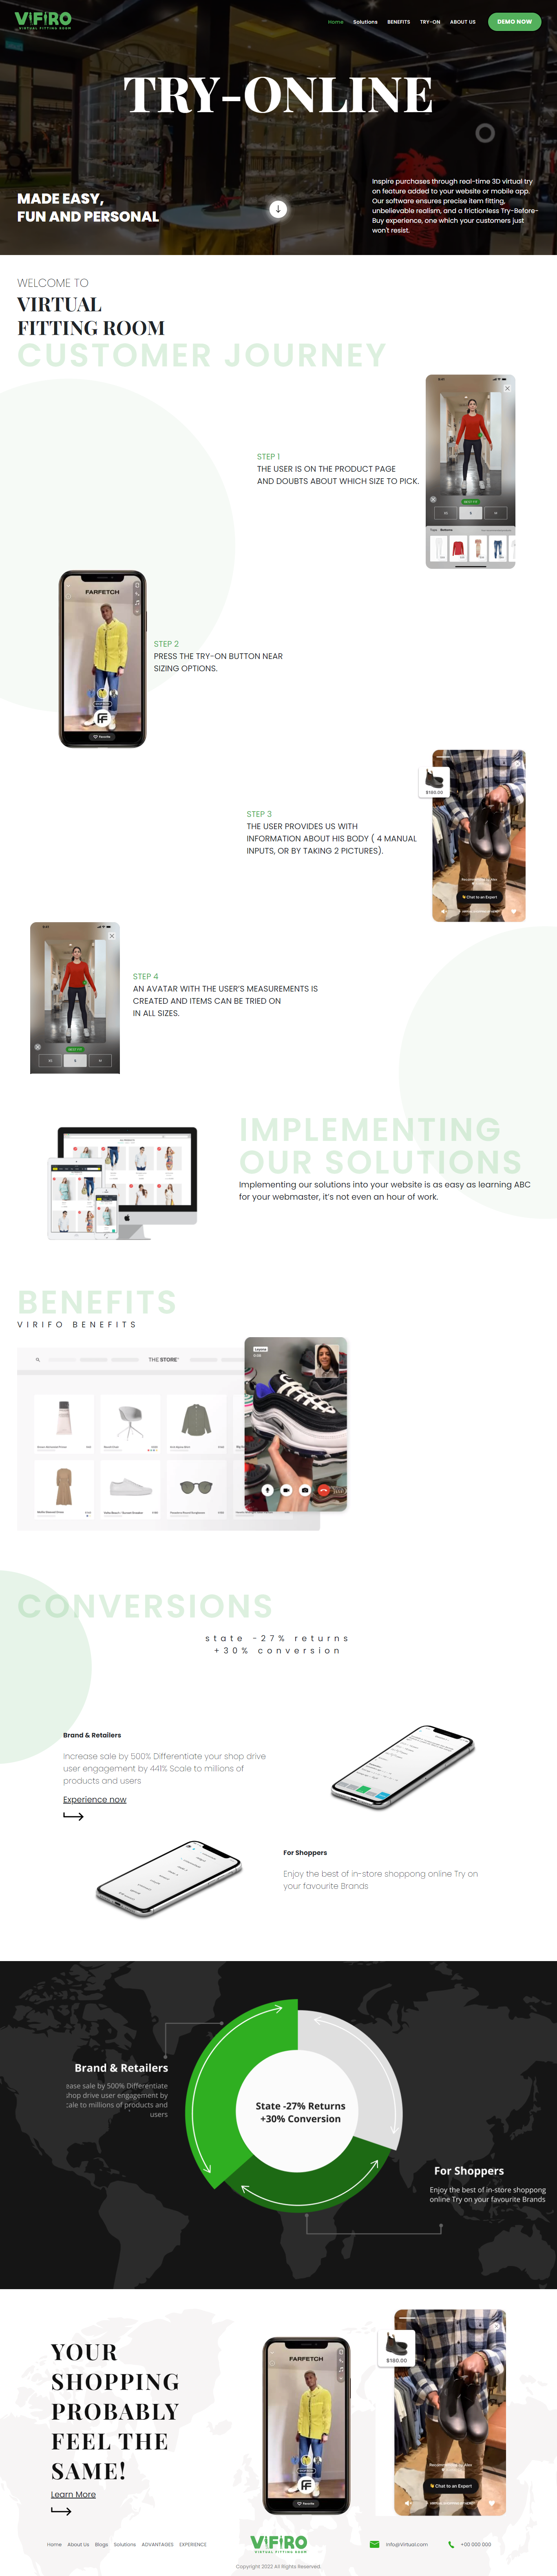 VIFIRO
VIRTUAL FITTING ROOM
Home Solutions BENEFITS TRY-ON ABOUT US DEMO NOW
TRY-ONLINE
MADE EASY,
FUN AND PERSONAL
Inspire purchases through real-time 3D virtual try
on feature added to your website or mobile app.
Our software ensures precise item fitting,
unbelievable realism, and a frictionless Try-Before-
Buy experience, one which your customers just
won't resist.
WELCOME TO
VIRTUAL
FITTING ROOM
CUSTOMER JOURNEY
STEP 1
THE USER IS ON THE PRODUCT PAGE
AND DOUBTS ABOUT WHICH SIZE TO PICK.
BEST FIT
FARFETCH
Favorite
STEP 2
PRESS THE TRY-ON BUTTON NEAR
SIZING OPTIONS.
$180.00
Chat to an Expert
STEP 3
THE USER PROVIDES US WITH
INFORMATION ABOUT HIS BODY ( 4 MANUAL
INPUTS, OR BY TAKING 2 PICTURES).
BEST FIT
STEP 4
AN AVATAR WITH THE USER'S MEASUREMENTS IS
CREATED AND ITEMS CAN BE TRIED ON
IN ALL SIZES.
IMPLEMENTING
OUR SOLUTIONS
Implementing our solutions into your website is as easy as learning ABC
for your webmaster, it's not even an hour of work.
BENEFITS
VIRIFO BENEFITS
THE STORE
CONVERSIONS
state -27% returns
+30% conversion
Brand & Retailers
Increase sale by 500% Differentiate your shop drive
user engagement by 441% Scale to millions of
products and users
Experience now
For Shoppers
Enjoy the best of in-store shoppong online Try on
your favourite Brands
Brand & Retailers
ease sale by 500% Differentiate
hop drive user engagement by
cale to millions of products and
users
State -27% Returns
+30% Conversion
For Shoppers
Enjoy the best of in-store shoppong
online Try on your favourite Brands
YOUR
SHOPPING
PROBABLY
FEEL THE
SAME!
Learn More
FARFETCH
Favorite
$180.00
Chat to an Expert
Home About Us Blogs Solutions ADVANTAGES EXPERIENCE
VIFIRO
VIRTUAL FITTING ROOM
info@Virtual.com
+00 000 000
Copyright 2022 All Rights Reserved.